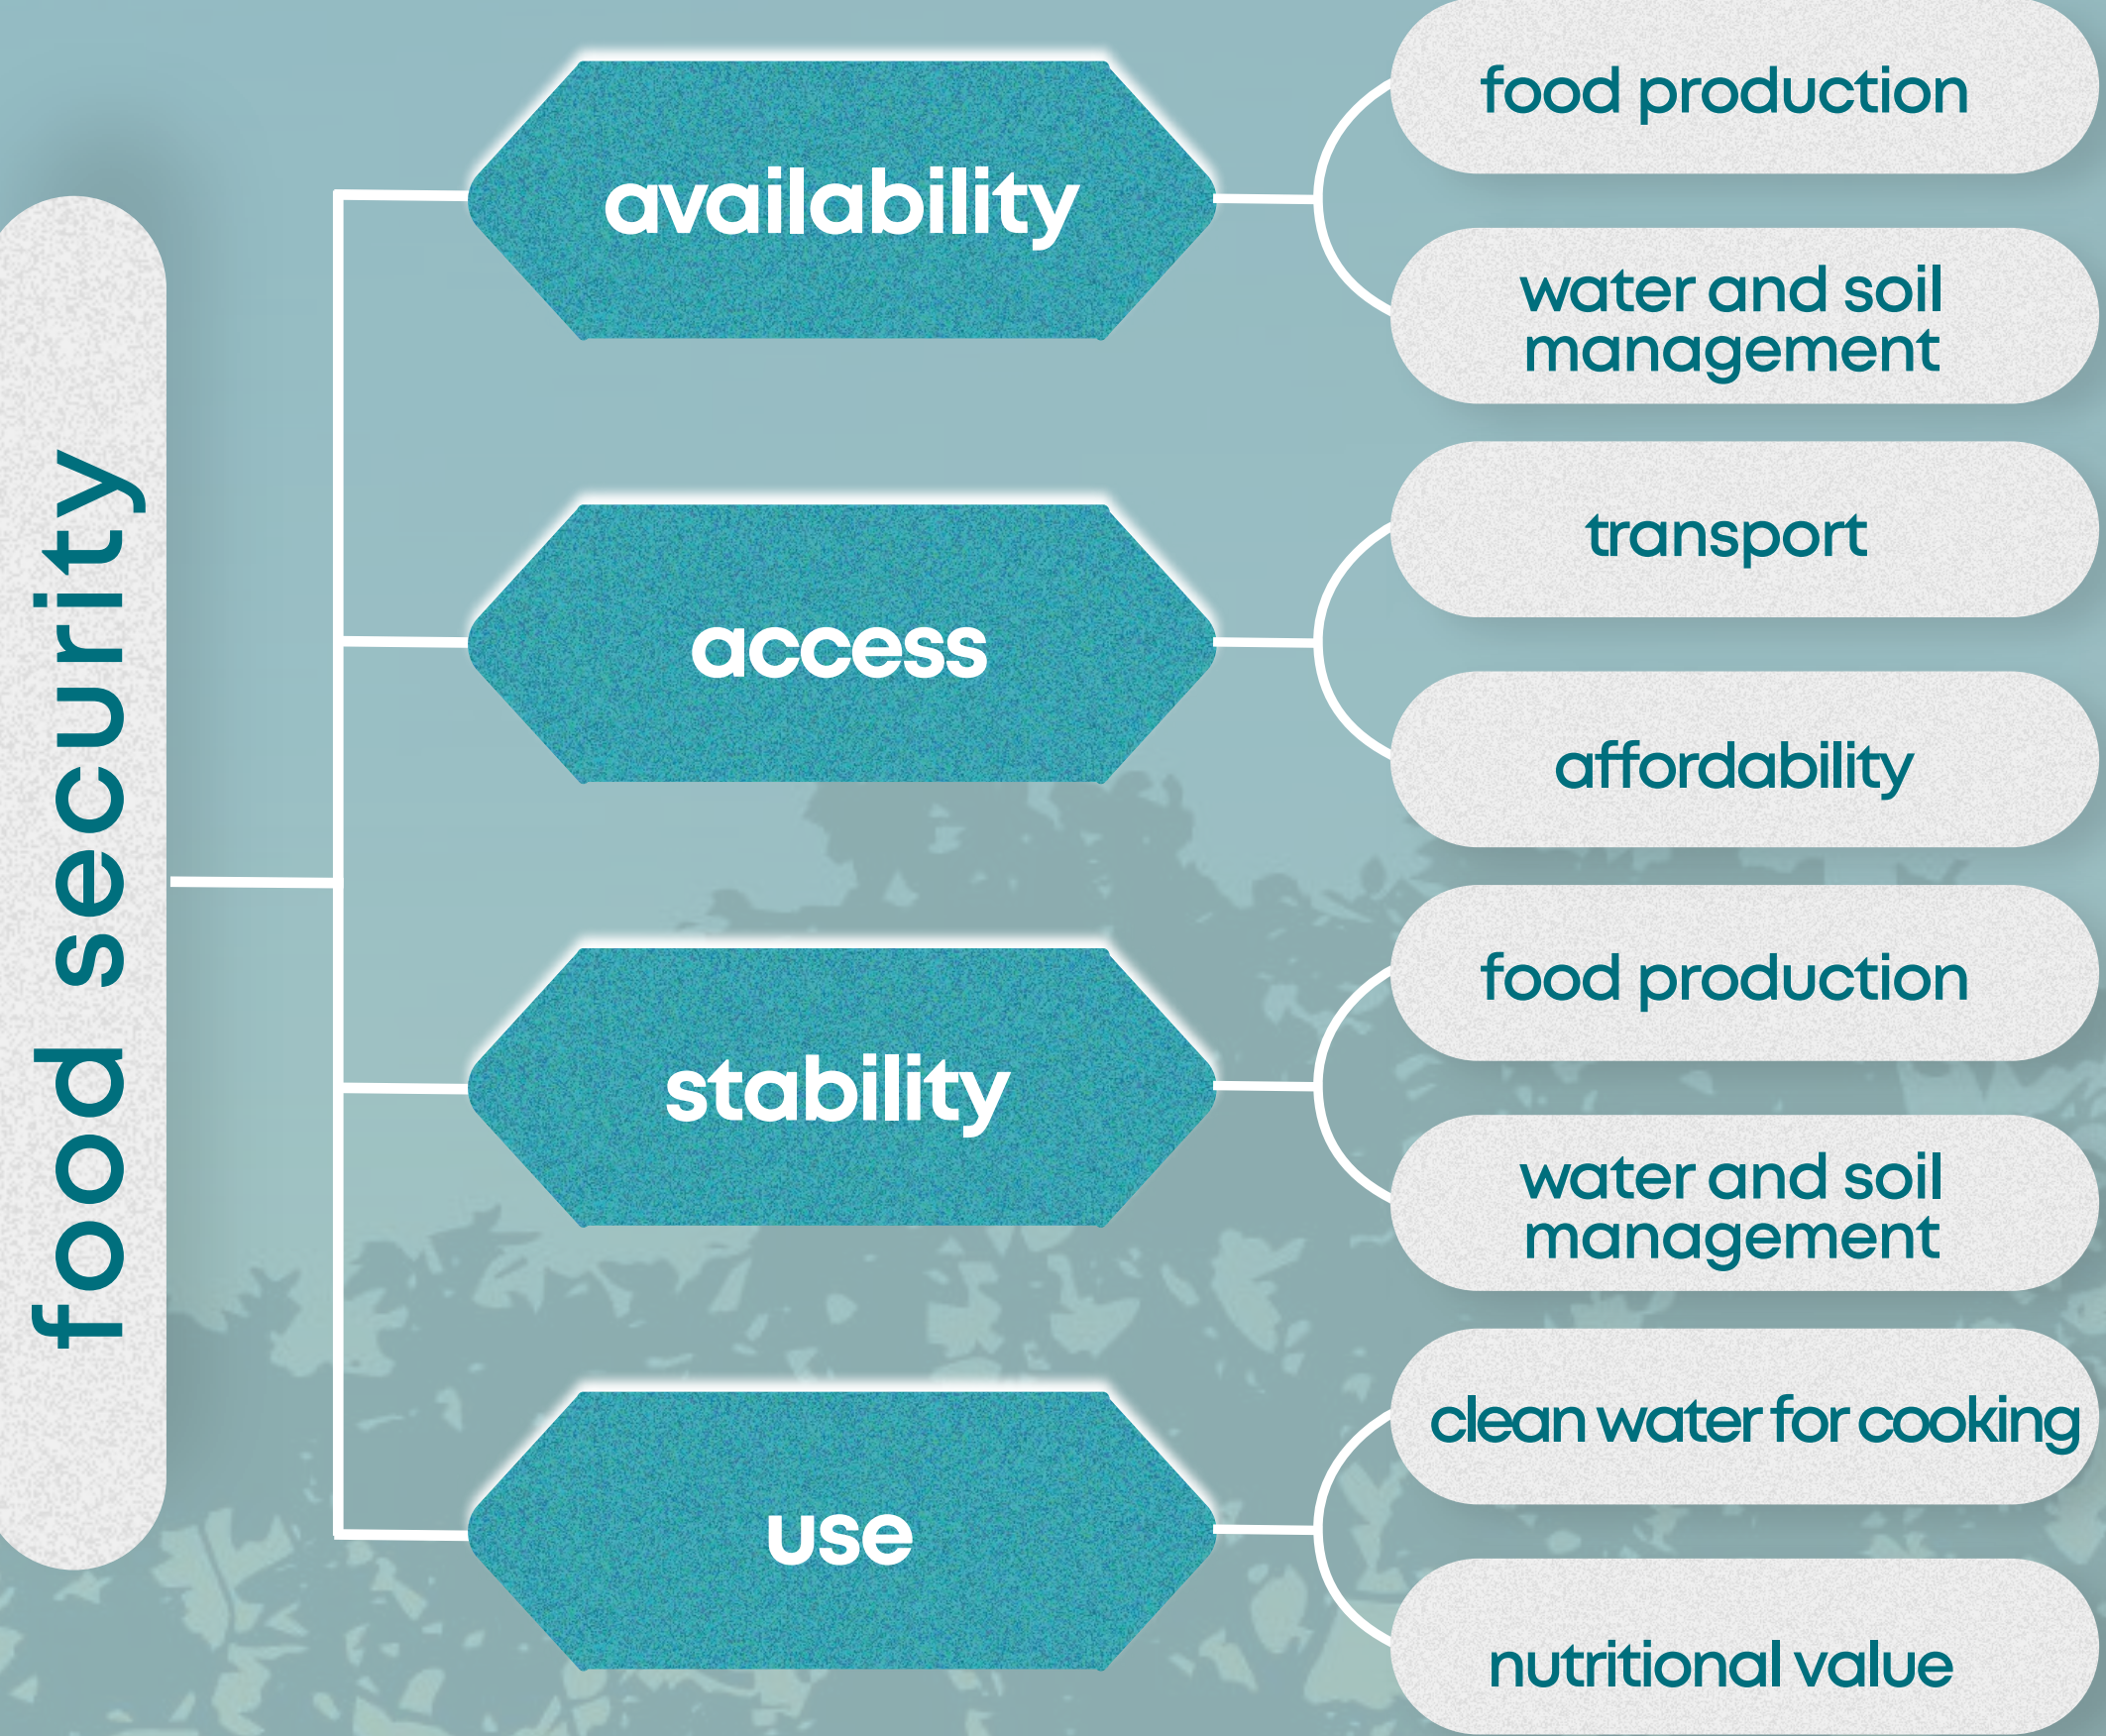 food security
availability
food production
water and soil
management
access
transport
affordability
stability
food production
water and soil
management
use
clean water for cooking
nutritional value